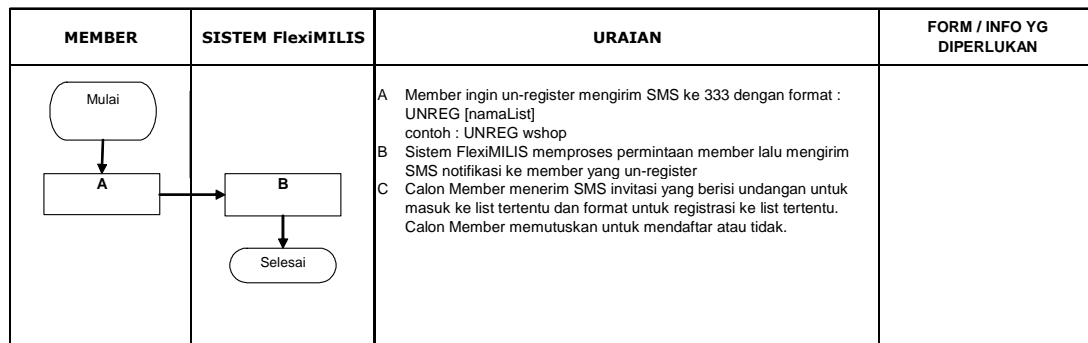 MEMBER
SISTEM FlexiMILIS
URAIAN
FORM / INFO YG
DIPERLUKAN
Mulai
A
B
Selesai
A Member ingin un-register mengirim SMS ke 333 dengan format :
UNREG [namaList]
contoh : UNREG wshop
B Sistem FlexiMILIS memproses permintaan member lalu mengirim
SMS notifikasi ke member yang un-register
C Calon Member menerim SMS invitasi yang berisi undangan untuk
masuk ke list tertentu dan format untuk registrasi ke list tertentu.
Calon Member memutuskan untuk mendaftar atau tidak.